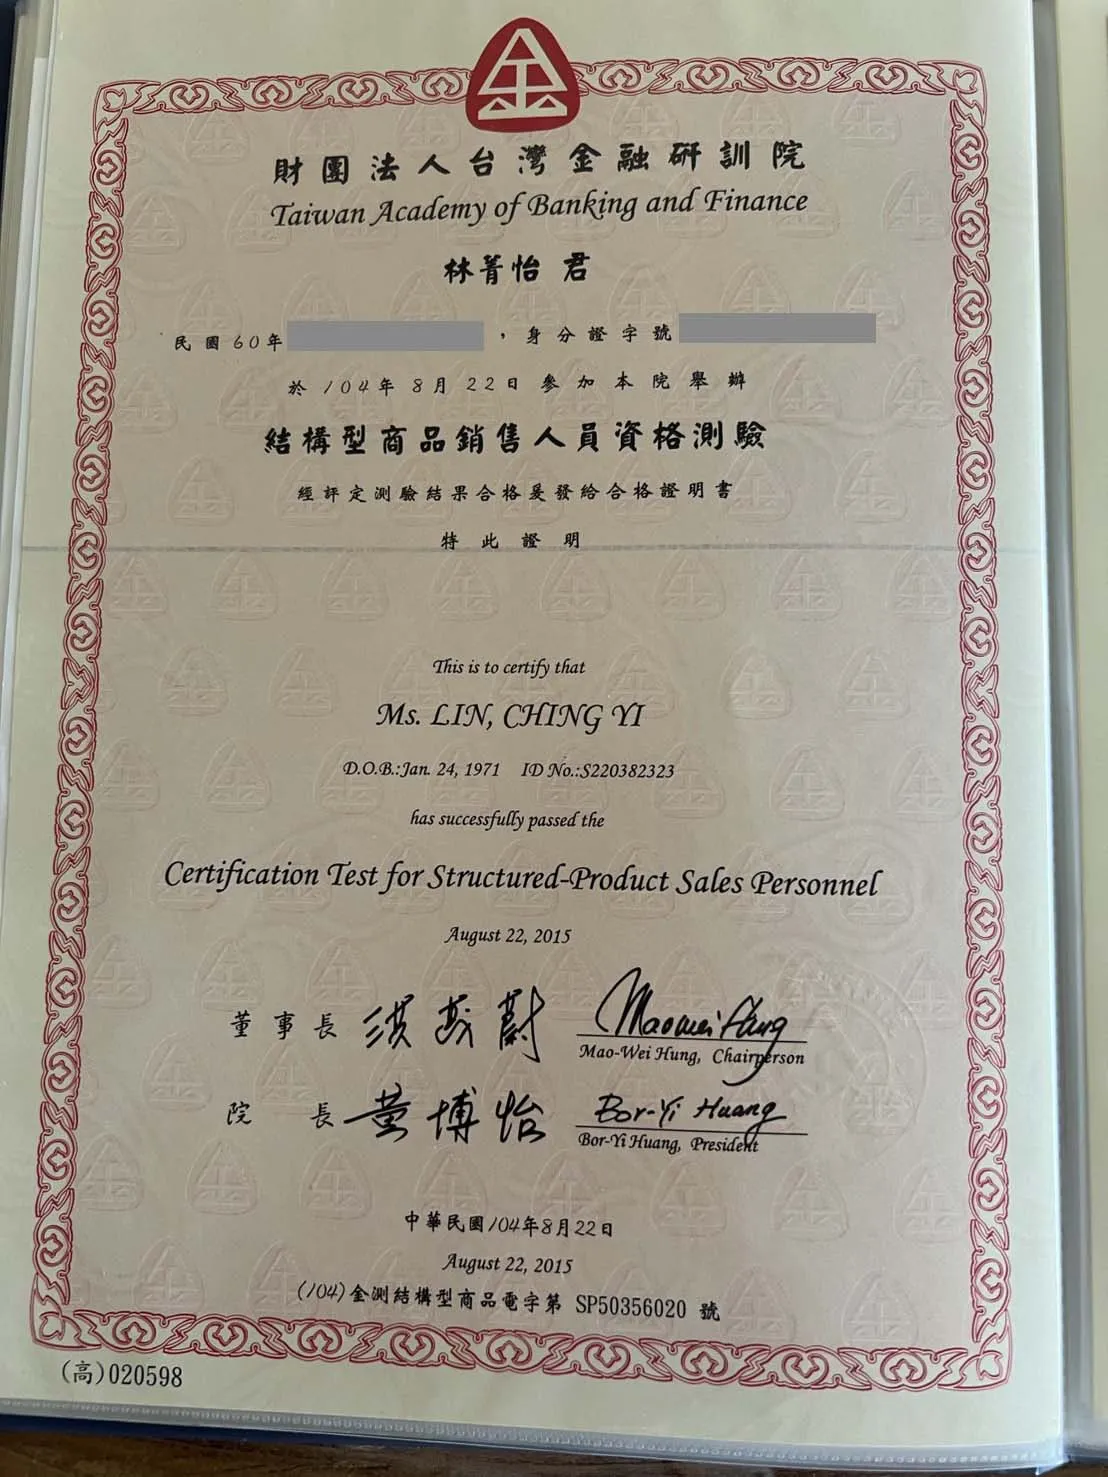 金
財團法人台灣金融研訓院
Taiwan Academy of Banking and Finance
林菁怡 君
民國60年 ，身分證字號
於104年8月22日參加本院舉辦
結構型商品銷售人員資格測驗
經評定測驗結果合格爰發給合格證明書
特此證明
This is to certify that
Ms. LIN, CHING YI
D.O.B.:Jan. 24, 1971 ID No.:S220382323
has successfully passed the
Certification Test for Structured-Product Sales Personnel
August 22, 2015
董事長 洪茂蔚 Maowei Hung
Mao-Wei Hung, Chairperson
院長 黃博怡 Bor-Yi Huang
Bor-Yi Huang, President
中華民國104年8月22日
August 22, 2015
(104)金測結構型商品電字第 SP50356020 號
(高)020598